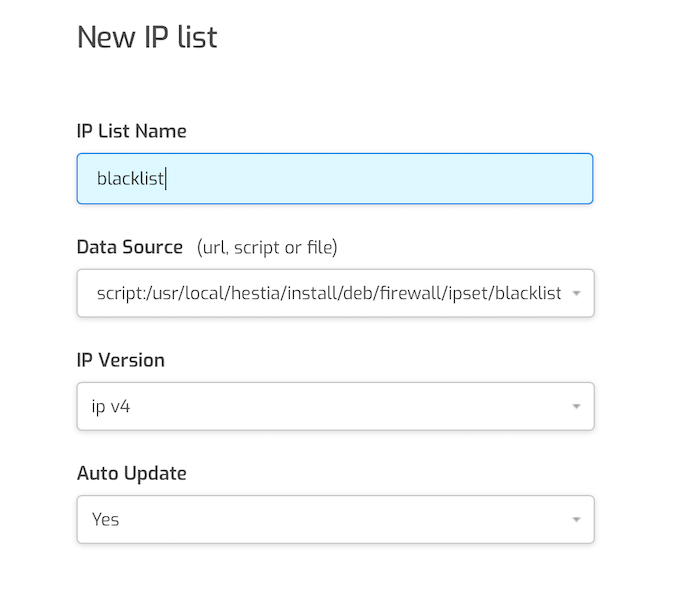 New IP list
IP List Name
blacklist
Data Source (url, script or file)
script:/usr/local/hestia/install/deb/firewall/ipset/blacklist
IP Version
ip v4
Auto Update
Yes